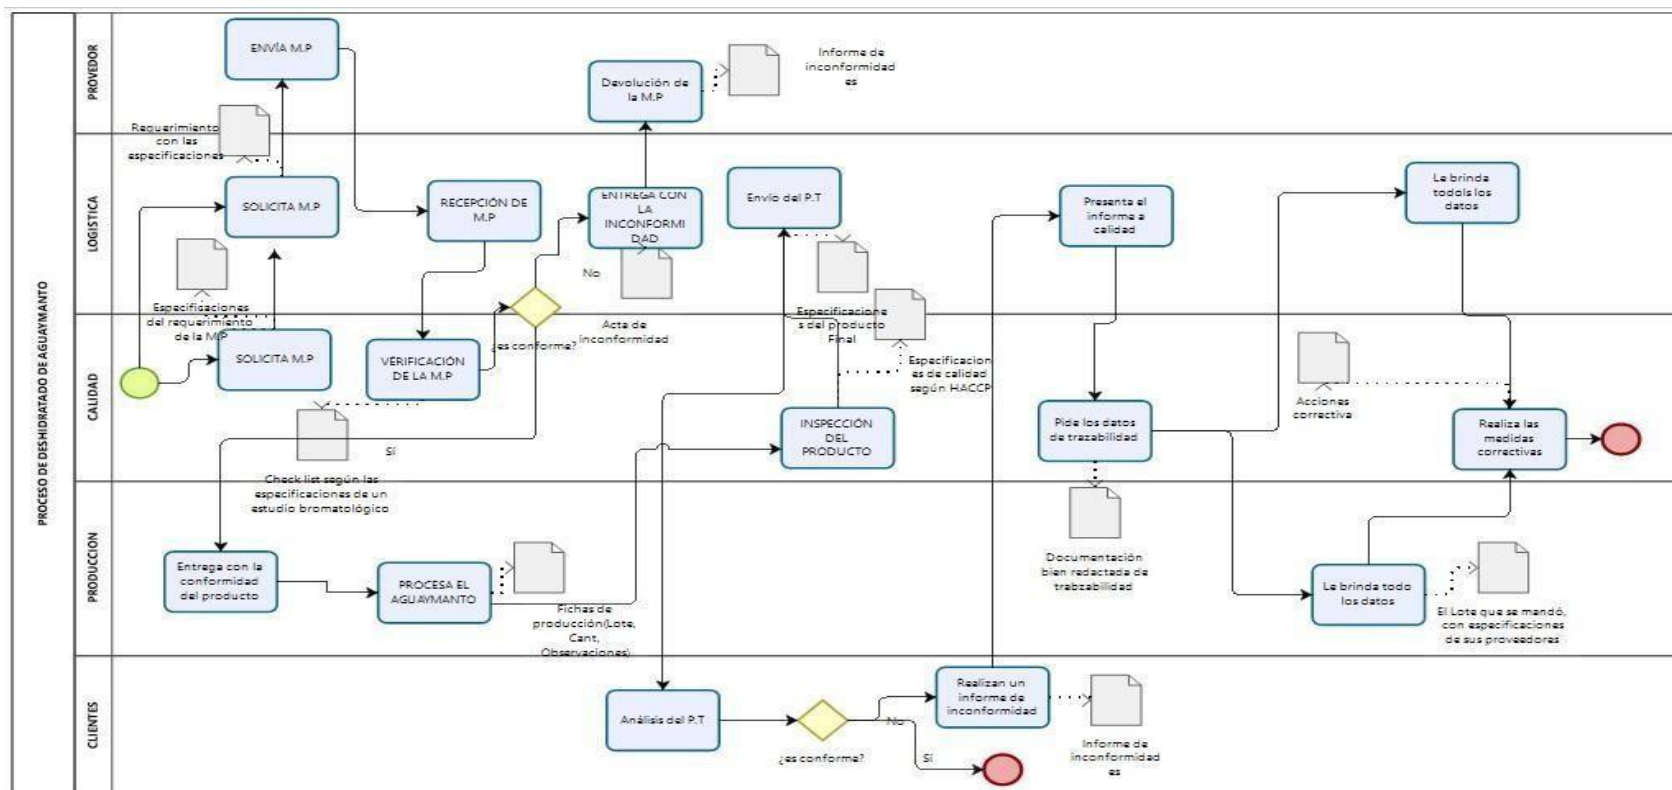 PROCESO DE DESHIDRATADO DE AGUAYMANTO
PROVEDOR
ENVÍA M.P
Devolución de
la M.P
Informe de
inconformidad
es
LOGISTICA
Requerimiento
con las
especificaciones
SOLICITA M.P
RECEPCIÓN DE
M.P
ENTREGA CON
LA
INCONFORMI
DAD
Envío del P.T
Presenta el
informe a
calidad
Le brinda
todols los
datos
No
Especificaciones
del requerimiento
de la M.P
Acta de
inconformidad
Especificacione
s del producto
Final
CALIDAD
SOLICITA M.P
VERIFICACIÓN
DE LA M.P
¿es conforme?
Especificacion
es de calidad
según HACCP
INSPECCIÓN
DEL
PRODUCTO
Pide los datos
de trazabilidad
Acciones
correctiva
Realiza las
medidas
correctivas
Sí
Check list según las
especificaciones de un
estudio bromatológico
PRODUCCION
Entrega con la
conformidad
del producto
PROCESA EL
AGUAYMANTO
Fichas de
producción(Lote,
Cant,
Observaciones)
Documentación
bien redactada de
trabzabilidad
Le brinda todo
los datos
El Lote que se mandó,
con especificaciones
de sus proveedores
CLIENTES
Análisis del P.T
¿es conforme?
No
Sí
Realizan un
informe de
inconformidad
Informe de
inconformidad
es